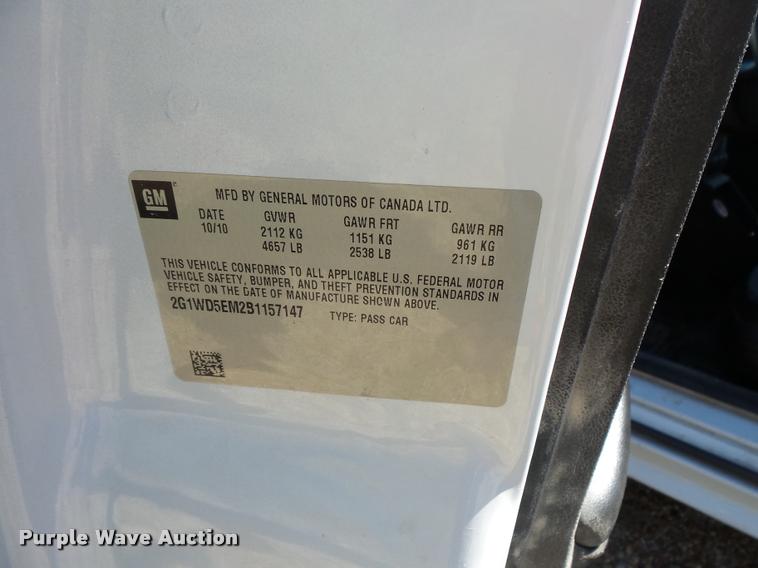 GM
MFD BY GENERAL MOTORS OF CANADA LTD.
DATE GVWR GAWR FRT GAWR RR
10/10 2112 KG 1151 KG 961 KG
4657 LB 2538 LB 2119 LB
THIS VEHICLE CONFORMS TO ALL APPLICABLE U.S. FEDERAL MOTOR
VEHICLE SAFETY, BUMPER, AND THEFT PREVENTION STANDARDS IN
EFFECT ON THE DATE OF MANUFACTURE SHOWN ABOVE.
2G1WD5EM2B1157147 TYPE: PASS CAR
Purple Wave Auction